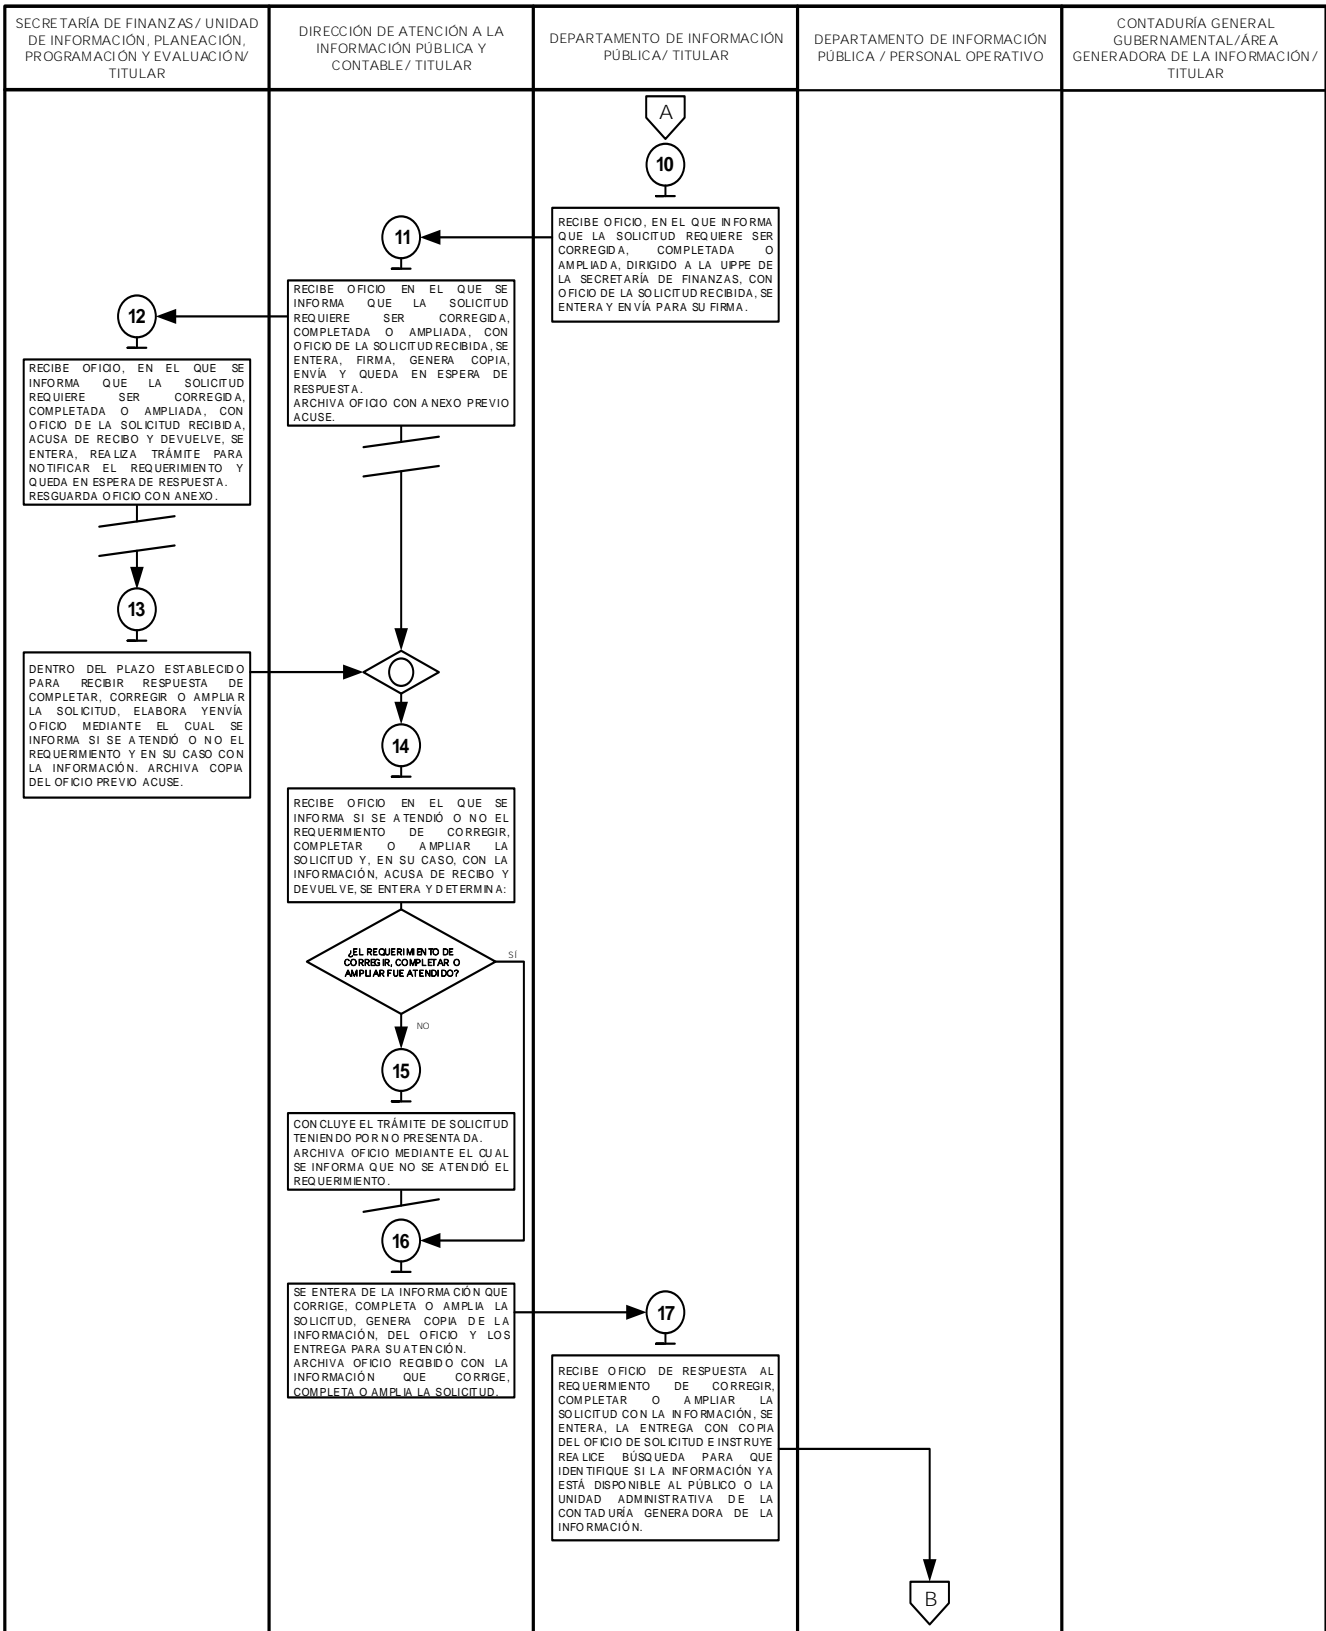 SECRETARÍA DE FINANZAS/ UNIDAD
DE INFORMACIÓN, PLANEACIÓN,
PROGRAMACIÓN Y EVALUACIÓN/
TITULAR
DIRECCIÓN DE ATENCIÓN A LA
INFORMACIÓN PÚBLICA Y
CONTABLE/ TITULAR
DEPARTAMENTO DE INFORMACIÓN
PÚBLICA/ TITULAR
DEPARTAMENTO DE INFORMACIÓN
PÚBLICA / PERSONAL OPERATIVO
CONTADURÍA GENERAL
GUBERNAMENTAL/ÁREA
GENERADORA DE LA INFORMACIÓN/
TITULAR
A
10
RECIBE OFICIO, EN EL QUE INFORMA
QUE LA SOLICITUD REQUIERE SER
CORREGIDA, COMPLETADA O
AMPLIADA, DIRIGIDO A LA UIPPE DE
LA SECRETARÍA DE FINANZAS, CON
OFICIO DE LA SOLICITUD RECIBIDA, SE
ENTERA Y ENVÍA PARA SU FIRMA.
11
RECIBE OFICIO EN EL QUE SE
INFORMA QUE LA SOLICITUD
REQUIERE SER CORREGIDA,
COMPLETADA O AMPLIADA, CON
OFICIO DE LA SOLICITUD RECIBIDA, SE
ENTERA, FIRMA, GENERA COPIA,
ENVÍA Y QUEDA EN ESPERA DE
RESPUESTA.
ARCHIVA OFICIO CON ANEXO PREVIO
ACUSE.
12
RECIBE OFICIO, EN EL QUE SE
INFORMA QUE LA SOLICITUD
REQUIERE SER CORREGIDA,
COMPLETADA O AMPLIADA, CON
OFICIO DE LA SOLICITUD RECIBIDA,
ACUSA DE RECIBO Y DEVUELVE, SE
ENTERA, REALIZA TRÁMITE PARA
NOTIFICAR EL REQUERIMIENTO Y
QUEDA EN ESPERA DE RESPUESTA.
RESGUARDA OFICIO CON ANEXO.
13
DENTRO DEL PLAZO ESTABLECIDO
PARA RECIBIR RESPUESTA DE
COMPLETAR, CORREGIR O AMPLIAR
LA SOLICITUD, ELABORA YENVÍA
OFICIO MEDIANTE EL CUAL SE
INFORMA SI SE ATENDIÓ O NO EL
REQUERIMIENTO Y EN SU CASO CON
LA INFORMACIÓN. ARCHIVA COPIA
DEL OFICIO PREVIO ACUSE.
14
RECIBE OFICIO EN EL QUE SE
INFORMA SI SE ATENDIÓ O NO EL
REQUERIMIENTO DE CORREGIR,
COMPLETAR O AMPLIAR LA
SOLICITUD Y, EN SU CASO, CON LA
INFORMACIÓN, ACUSA DE RECIBO Y
DEVUELVE, SE ENTERA Y DETERMINA:
¿EL REQUERIMIENTO DE
CORREGIR, COMPLETAR O
AMPLIAR FUE ATENDIDO?
SÍ
NO
15
CONCLUYE EL TRÁMITE DE SOLICITUD
TENIENDO POR NO PRESENTADA.
ARCHIVA OFICIO MEDIANTE EL CUAL
SE INFORMA QUE NO SE ATENDIÓ EL
REQUERIMIENTO.
16
SE ENTERA DE LA INFORMACIÓN QUE
CORRIGE, COMPLETA O AMPLIA LA
SOLICITUD, GENERA COPIA DE LA
INFORMACIÓN, DEL OFICIO Y LOS
ENTREGA PARA SU ATENCIÓN.
ARCHIVA OFICIO RECIBIDO CON LA
INFORMACIÓN QUE CORRIGE,
COMPLETA O AMPLIA LA SOLICITUD.
17
RECIBE OFICIO DE RESPUESTA AL
REQUERIMIENTO DE CORREGIR,
COMPLETAR O AMPLIAR LA
SOLICITUD CON LA INFORMACIÓN, SE
ENTERA, LA ENTREGA CON COPIA
DEL OFICIO DE SOLICITUD E INSTRUYE
REALICE BÚSQUEDA PARA QUE
IDENTIFIQUE SI LA INFORMACIÓN YA
ESTÁ DISPONIBLE AL PÚBLICO O LA
UNIDAD ADMINISTRATIVA DE LA
CONTADURÍA GENERADORA DE LA
INFORMACIÓN.
B